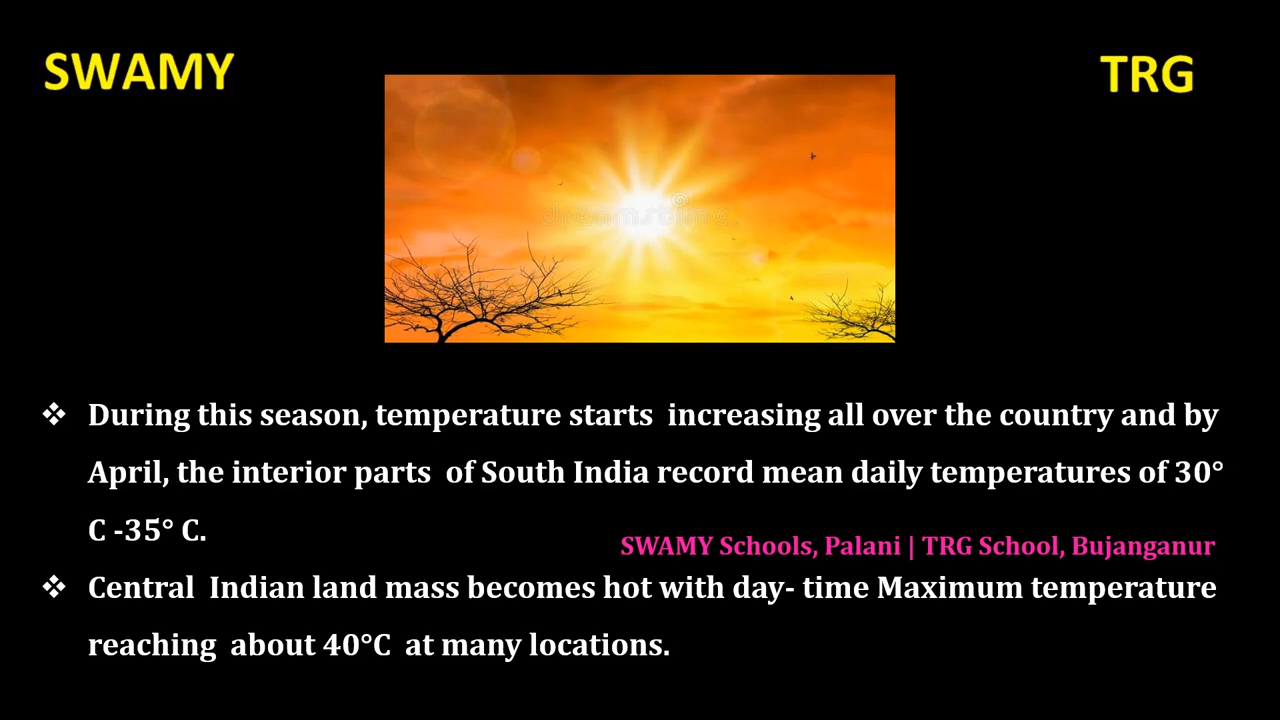 SWAMY
TRG
dreamstime
❖ During this season, temperature starts  increasing all over the country and by
April, the interior parts  of South India record mean daily temperatures of 30°
C -35° C.
SWAMY Schools, Palani | TRG School, Bujanganur
❖ Central  Indian land mass becomes hot with day- time Maximum temperature
reaching  about 40°C  at many locations.